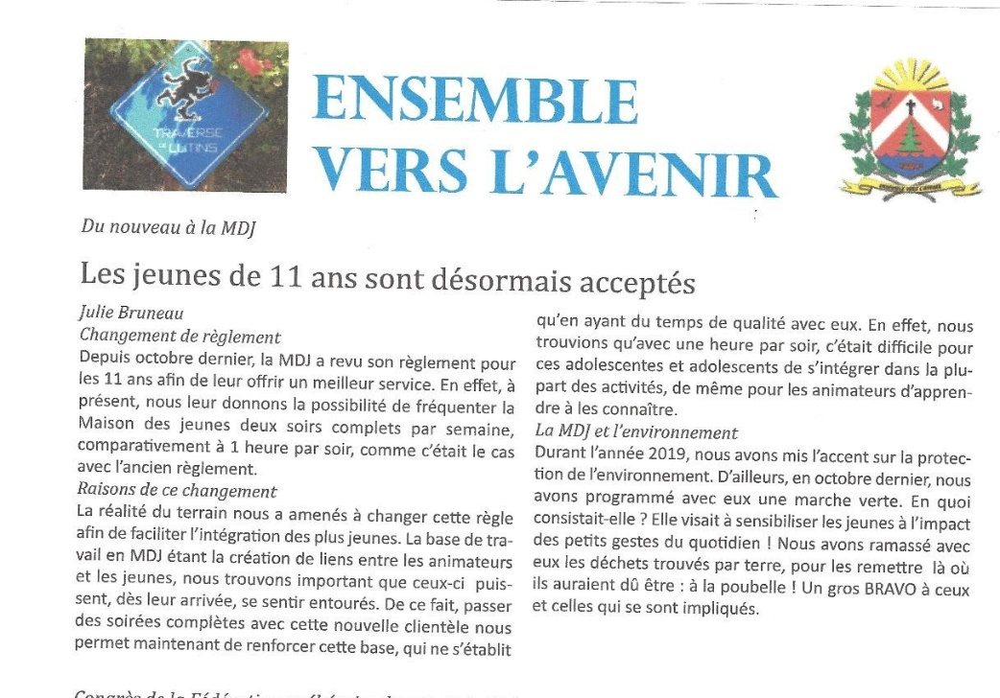 TRAVERSE
DE
LUTINS
ENSEMBLE
VERS L'AVENIR
ENSEMBLE VERS L'AVENIR
Du nouveau à la MDJ
Les jeunes de 11 ans sont désormais acceptés
Julie Bruneau
Changement de règlement
Depuis octobre dernier, la MDJ a revu son règlement pour
les 11 ans afin de leur offrir un meilleur service. En effet, à
présent, nous leur donnons la possibilité de fréquenter la
Maison des jeunes deux soirs complets par semaine,
comparativement à 1 heure par soir, comme c'était le cas
avec l'ancien règlement.
Raisons de ce changement
La réalité du terrain nous a amenés à changer cette règle
afin de faciliter l'intégration des plus jeunes. La base de tra-
vail en MDJ étant la création de liens entre les animateurs
et les jeunes, nous trouvons important que ceux-ci puis-
sent, dès leur arrivée, se sentir entourés. De ce fait, passer
des soirées complètes avec cette nouvelle clientèle nous
permet maintenant de renforcer cette base, qui ne s'établit
qu'en ayant du temps de qualité avec eux. En effet, nous
trouvions qu'avec une heure par soir, c'était difficile pour
ces adolescentes et adolescents de s'intégrer dans la plu-
part des activités, de même pour les animateurs d'appren-
dre à les connaître.
La MDJ et l'environnement
Durant l'année 2019, nous avons mis l'accent sur la protec-
tion de l'environnement. D'ailleurs, en octobre dernier, nous
avons programmé avec eux une marche verte. En quoi
consistait-elle ? Elle visait à sensibiliser les jeunes à l'impact
des petits gestes du quotidien ! Nous avons ramassé avec
eux les déchets trouvés par terre, pour les remettre là où
ils auraient dû être : à la poubelle ! Un gros BRAVO à ceux
et celles qui se sont impliqués.
Congrès de la Fédération